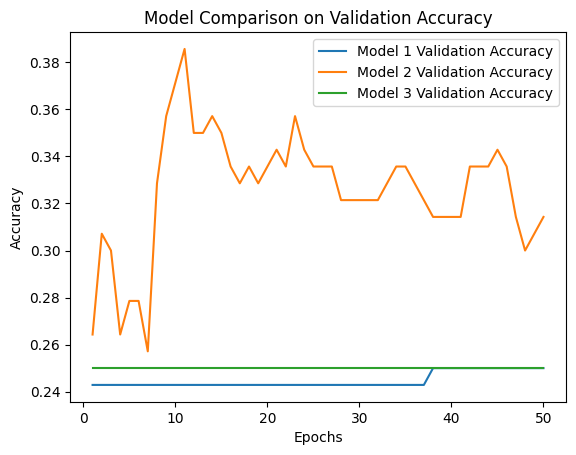 Model Comparison on Validation Accuracy
Model 1 Validation Accuracy
Model 2 Validation Accuracy
Model 3 Validation Accuracy
Accuracy
0.38
0.36
0.34
0.32
0.30
0.28
0.26
0.24
0 10 20 30 40 50
Epochs